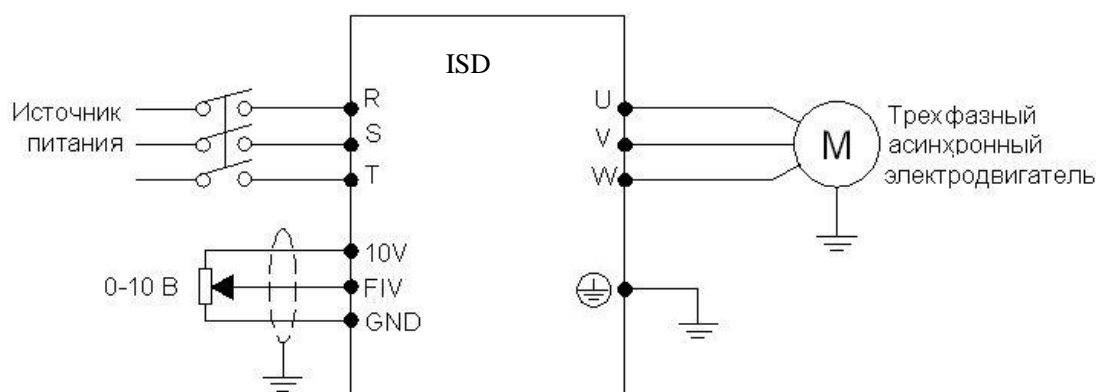 ISD
Источник
питания
R
S
T
U
V
W
M
Трехфазный
асинхронный
электродвигатель
0-10 В
10V
FIV
GND